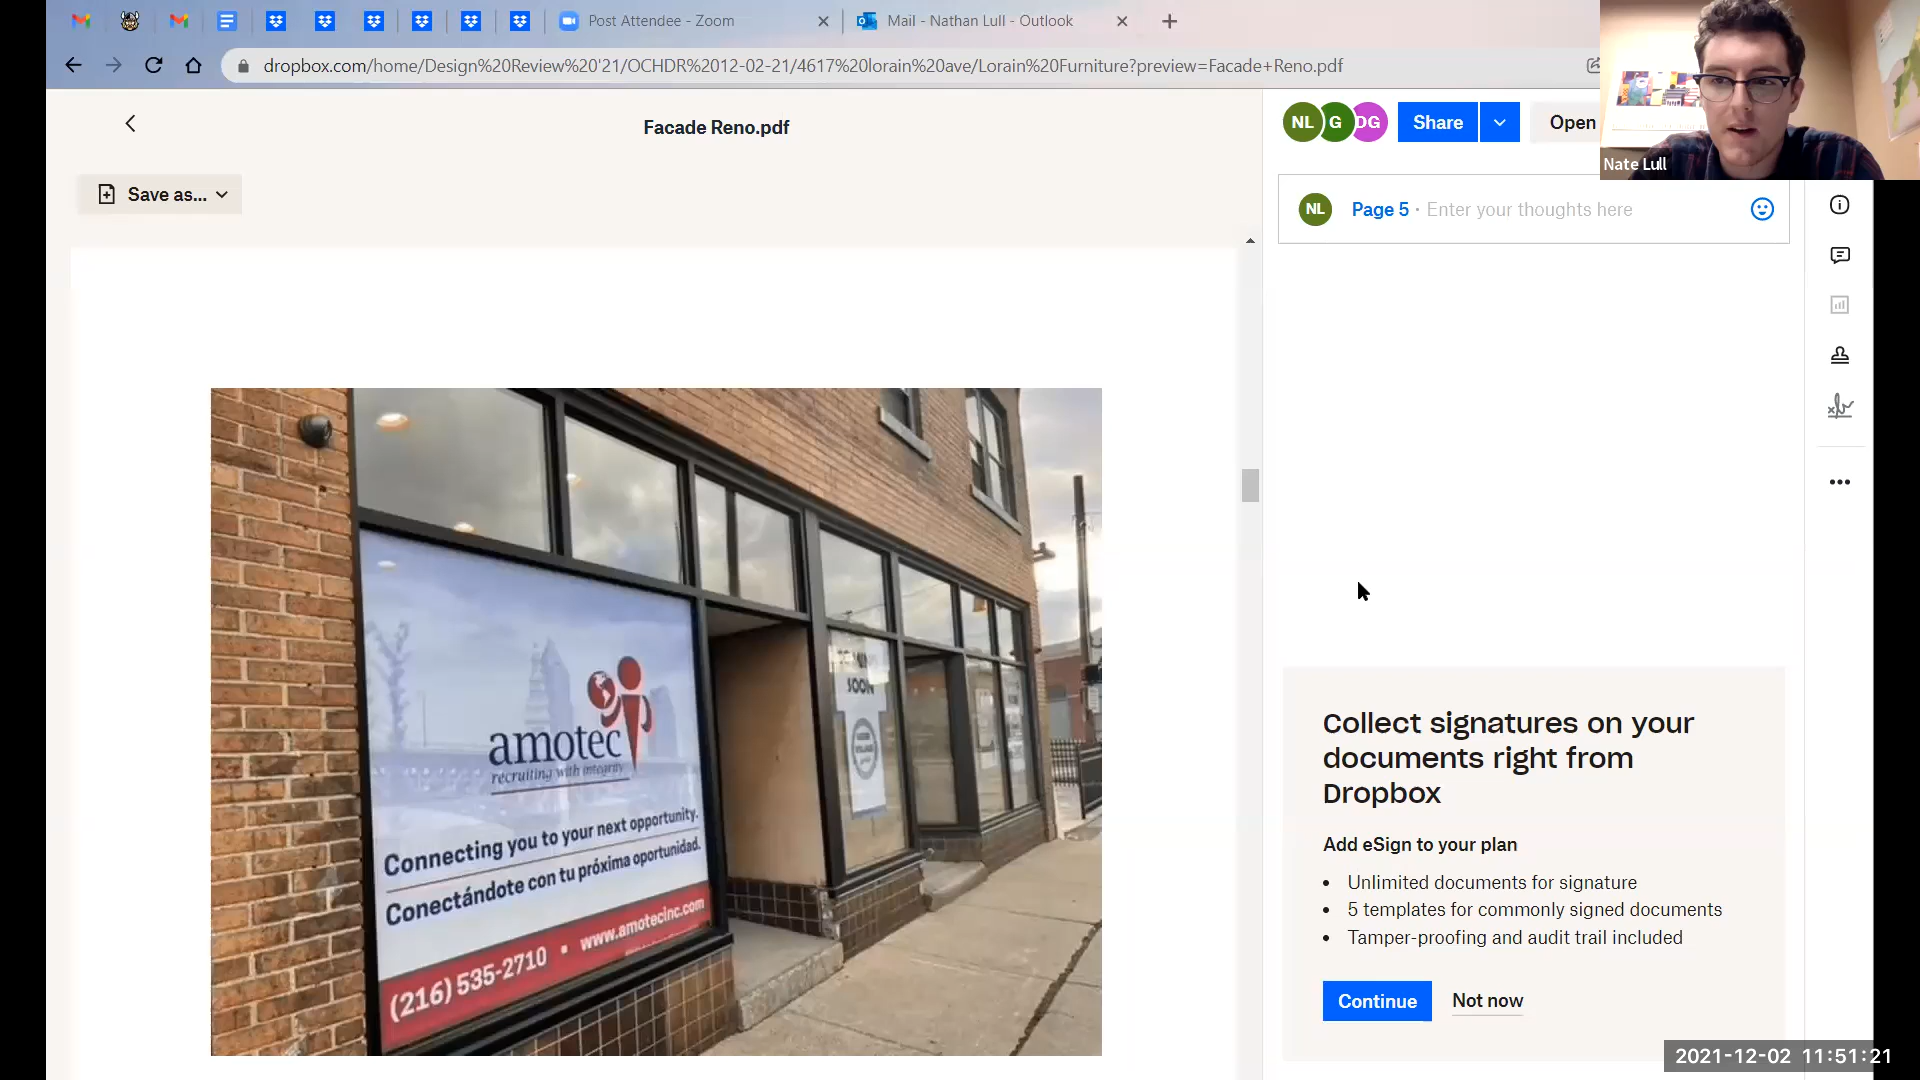 Post Attendee - Zoom
Mail - Nathan Lull - Outlook
dropbox.com/home/Design%20Review%20'21/OCHDR%2012-02-21/4617%20lorain%20ave/Lorain%20Furniture?preview=Facade+Reno.pdf
Facade Reno.pdf
NL
G
DG
Share
Open
Nate Lull
Save as...
NL
Page 5 · Enter your thoughts here
SOON
amotec
recruiting with integrity
Connecting you to your next opportunity.
Conectándote con tu próxima oportunidad.
(216) 535-2710 • www.amotecinc.com
Collect signatures on your
documents right from
Dropbox
Add eSign to your plan
• Unlimited documents for signature
• 5 templates for commonly signed documents
• Tamper-proofing and audit trail included
Continue
Not now
2021-12-02 11:51:21